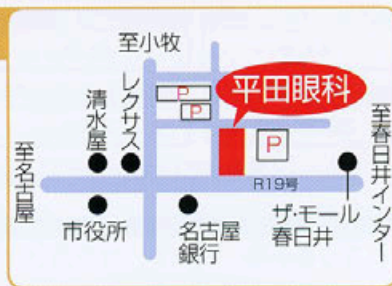 至小牧
平田眼科
P
P
P
レクサス
清水屋
至名古屋
至春日井インター
R19号
市役所
名古屋
銀行
ザ・モール
春日井